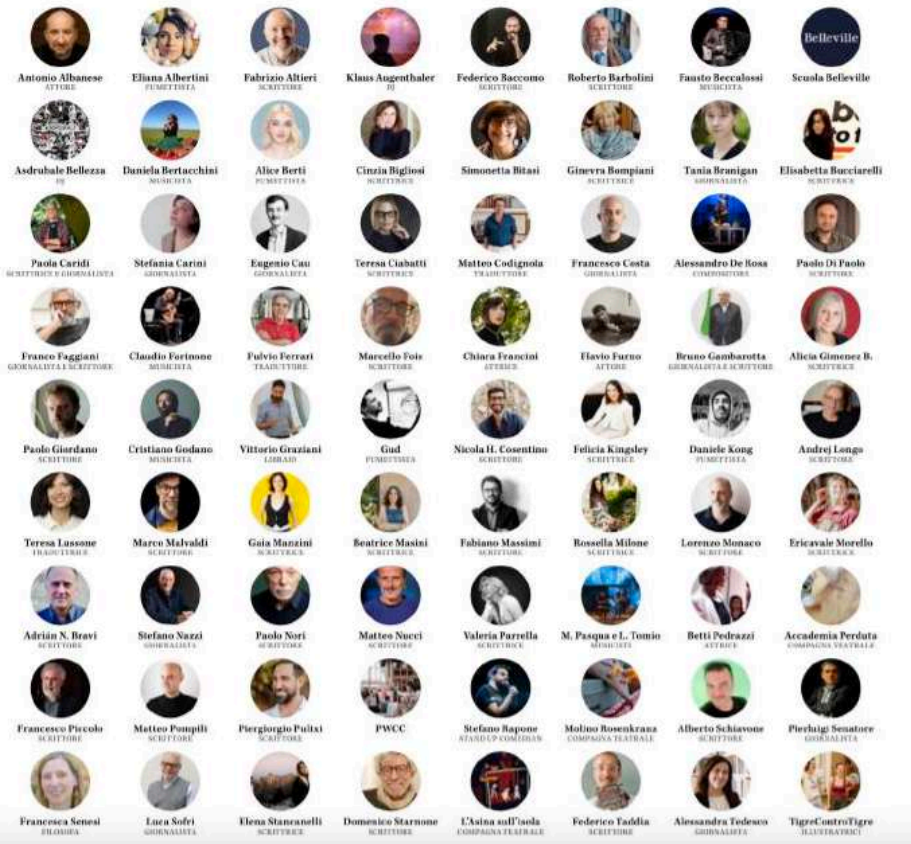 Belleville
Antonio Albanese Eliana Albertini Fabrizio Altieri Klaus Augenthaler Federico Baccomo Roberto Barbolini Fausto Beccalossi Scuola Belleville
ATTORE FUMETTISTA SCRITTORE DJ SCRITTORE SCRITTORE MUSICISTA
Asdrubale Bellezza Daniela Bertacchini Alice Berti Cinzia Bigliosi Simonetta Bitasi Ginevra Bompiani Tania Branigan Elisabetta Bucciarelli
DJ MUSICISTA FUMETTISTA SCRITTRICE SCRITTRICE GIORNALISTA SCRITTRICE
Paola Caridi Stefania Carini Eugenio Cau Teresa Ciabatti Matteo Codignola Francesco Costa Alessandro De Rosa Paolo Di Paolo
SCRITTRICE E GIORNALISTA GIORNALISTA GIORNALISTA SCRITTRICE TRADUTTORE GIORNALISTA COMPOSITORE SCRITTORE
Franco Faggiani Claudio Farinone Fulvio Ferrari Marcello Fois Chiara Francini Flavio Furno Bruno Gambarotta Alicia Gimenez B.
GIORNALISTA E SCRITTORE MUSICISTA TRADUTTORE SCRITTORE ATTRICE ATTORE GIORNALISTA E SCRITTORE SCRITTRICE
Paolo Giordano Cristiano Godano Vittorio Graziani Gud Nicola H. Cosentino Felicia Kingsley Daniele Kong Andrej Longo
SCRITTORE MUSICISTA LIBRAIO FUMETTISTA SCRITTORE SCRITTRICE FUMETTISTA SCRITTORE
Teresa Lussone Marco Malvaldi Gaia Manzini Beatrice Masini Fabiano Massimi Rossella Milone Lorenzo Monaco Ericavale Morello
TRADUTTRICE SCRITTORE SCRITTRICE SCRITTRICE SCRITTORE SCRITTRICE SCRITTORE SCRITTRICE
Adrián N. Bravi Stefano Nazzi Paolo Nori Matteo Nucci Valeria Parrella M. Pasqua e L. Tomio Betti Pedrazzi Accademia Perduta
SCRITTORE GIORNALISTA SCRITTORE SCRITTORE SCRITTRICE MUSICISTI ATTRICE COMPAGNIA TEATRALE
Francesco Piccolo Matteo Pompili Piergiorgio Pulixi PWCC Stefano Rapone Molino Rosenkranz Alberto Schiavone Pierluigi Senatore
SCRITTORE SCRITTORE SCRITTORE STAND UP COMEDIAN COMPAGNIA TEATRALE SCRITTORE GIORNALISTA
Francesca Senesi Luca Sofri Elena Stancanelli Domenico Starnone L'Asina sull'isola Federico Taddia Alessandra Tedesco TigreControTigre
FILOSOFA GIORNALISTA SCRITTRICE SCRITTORE COMPAGNIA TEATRALE SCRITTORE GIORNALISTA ILLUSTRATRICI